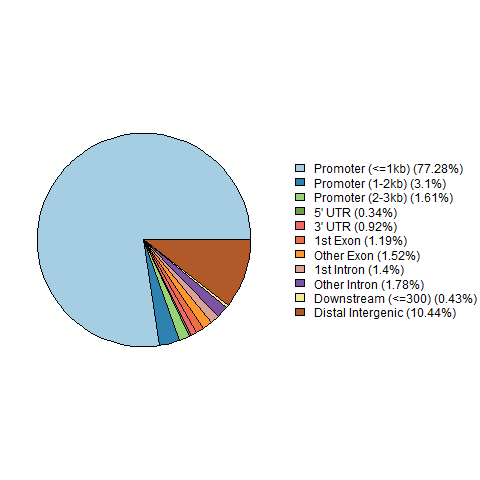 Promoter (<=1kb) (77.28%)
Promoter (1-2kb) (3.1%)
Promoter (2-3kb) (1.61%)
5' UTR (0.34%)
3' UTR (0.92%)
1st Exon (1.19%)
Other Exon (1.52%)
1st Intron (1.4%)
Other Intron (1.78%)
Downstream (<=300) (0.43%)
Distal Intergenic (10.44%)